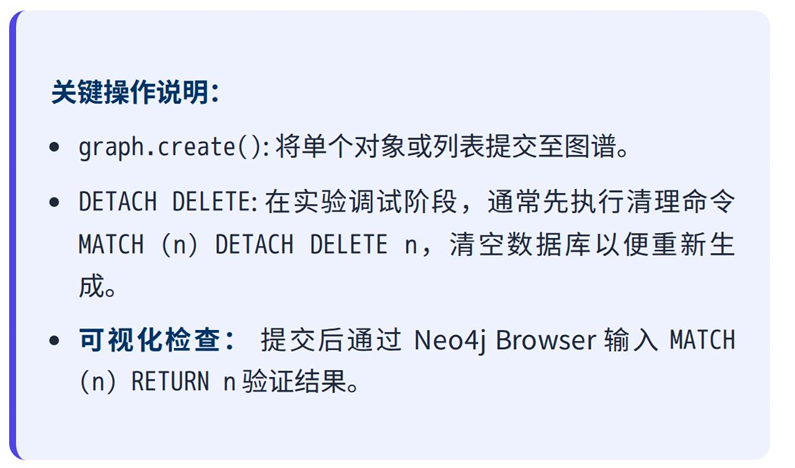 关键操作说明：
• graph.create(): 将单个对象或列表提交至图谱。
• DETACH DELETE: 在实验调试阶段，通常先执行清理命令
MATCH (n) DETACH DELETE n，清空数据库以便重新生
成。
• 可视化检查： 提交后通过 Neo4j Browser 输入 MATCH
(n) RETURN n 验证结果。